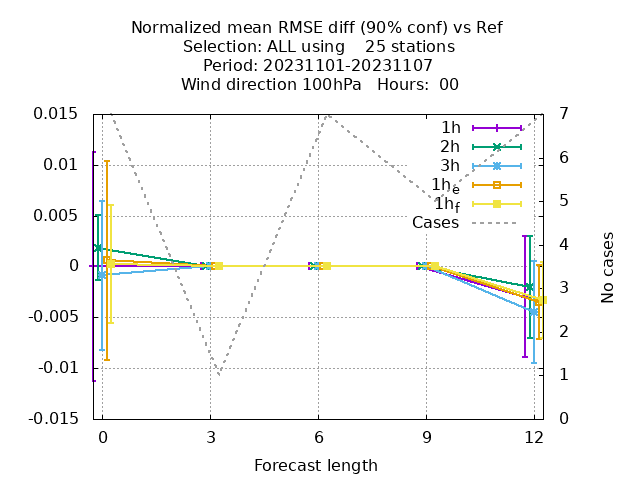 Normalized mean RMSE diff (90% conf) vs Ref
Selection: ALL using    25 stations
Period: 20231101-20231107
Wind direction 100hPa   Hours:  00
0.015
0.01
0.005
0
-0.005
-0.01
-0.015
7
6
5
4
3
2
1
0
1h
2h
3h
1he
1hf
Cases
No cases
0 3 6 9 12
Forecast length